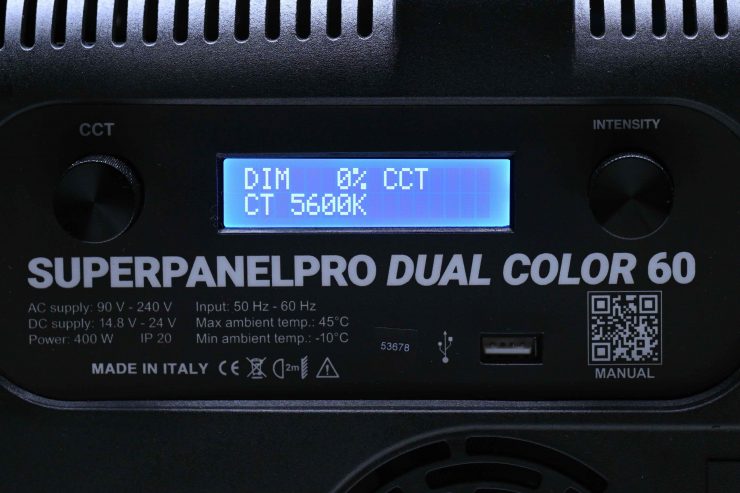 CCT
INTENSITY
DIM 0% CCT
CT 5600K
SUPERPANELPRO DUAL COLOR 60
AC supply: 90 V - 240 V Input: 50 Hz - 60 Hz
DC supply: 14.8 V - 24 V Max ambient temp.: 45°C
Power: 400 W IP 20 Min ambient temp.: -10°C
53678
MADE IN ITALY CE 2m
MANUAL